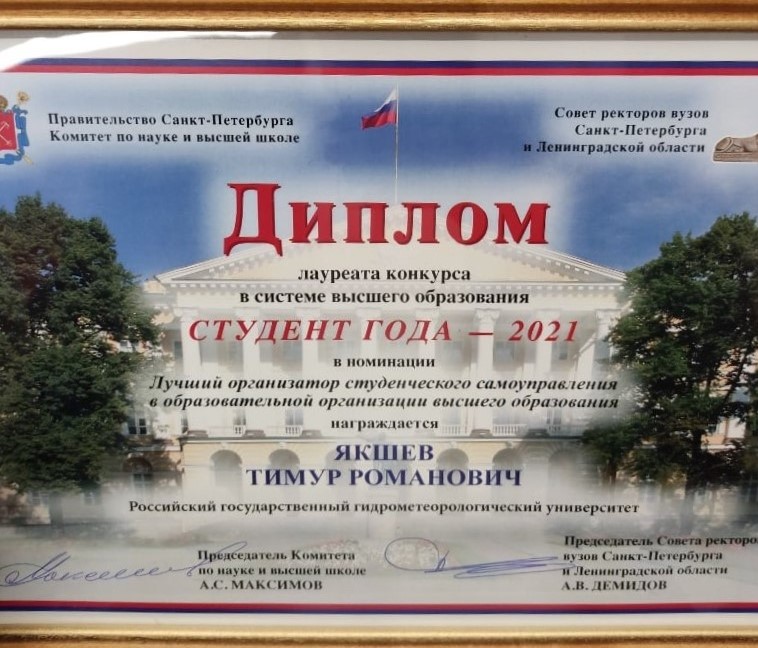 Правительство Санкт-Петербурга
Комитет по науке и высшей школе
Совет ректоров вузов
Санкт-Петербурга
и Ленинградской области
Диплом
лауреата конкурса
в системе высшего образования
СТУДЕНТ ГОДА — 2021
в номинации
Лучший организатор студенческого самоуправления
в образовательной организации высшего образования
награждается
ЯКШЕВ
ТИМУР РОМАНОВИЧ
Российский государственный гидрометеорологический университет
Председатель Комитета
по науке и высшей школе
А.С. МАКСИМОВ
Председатель Совета ректоро
вузов Санкт-Петербурга
и Ленинградской области
А.В. ДЕМИДОВ